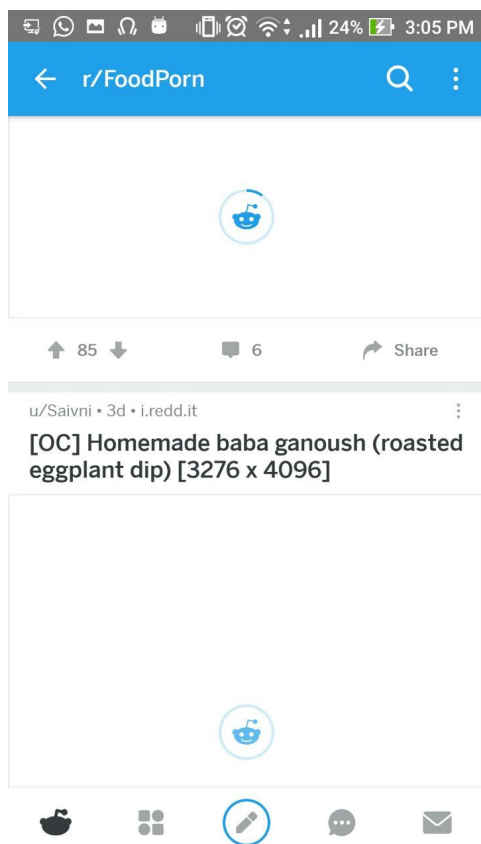 24% 3:05 PM
r/FoodPorn
85 6 Share
u/Saivni • 3d • i.redd.it
[OC] Homemade baba ganoush (roasted
eggplant dip) [3276 x 4096]